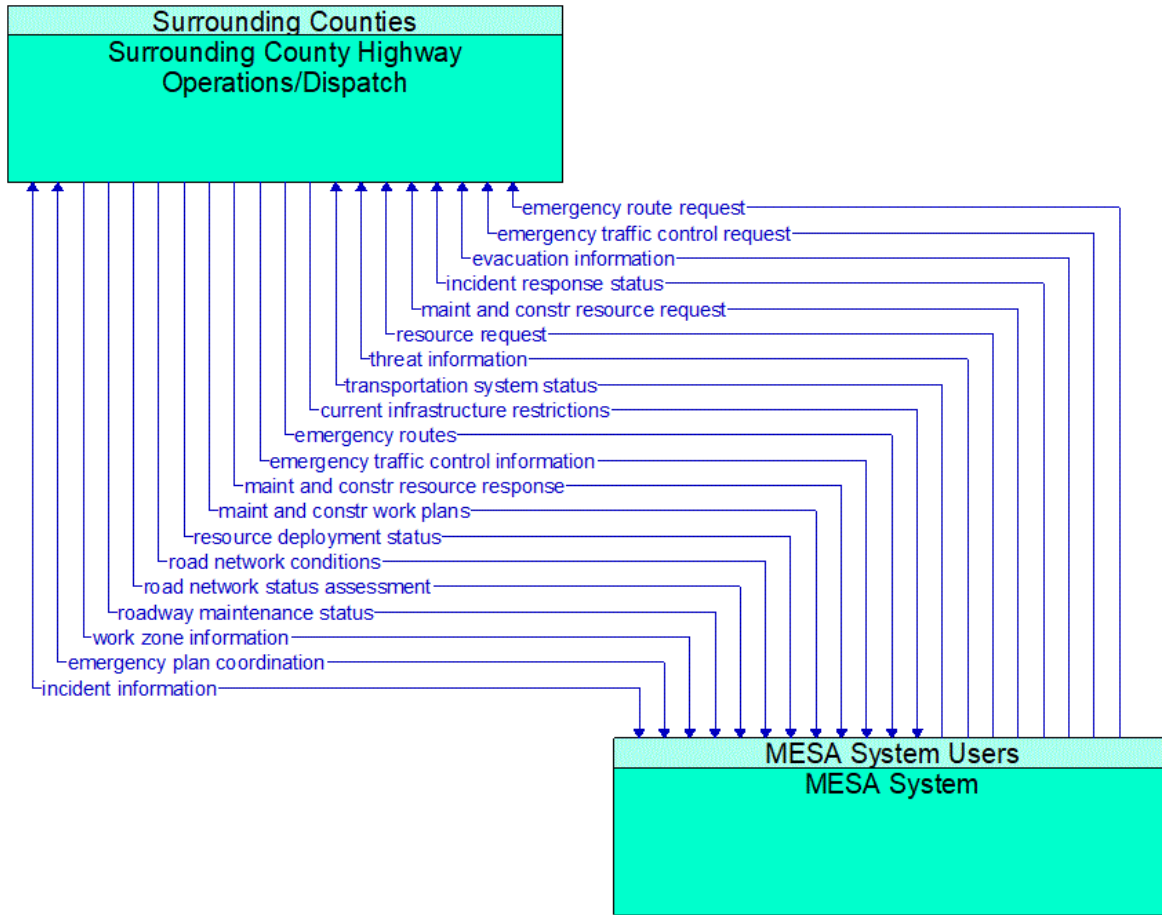 Surrounding Counties
Surrounding County Highway
Operations/Dispatch
emergency route request
emergency traffic control request
evacuation information
incident response status
maint and constr resource request
resource request
threat information
transportation system status
current infrastructure restrictions
emergency routes
emergency traffic control information
maint and constr resource response
maint and constr work plans
resource deployment status
road network conditions
road network status assessment
roadway maintenance status
work zone information
emergency plan coordination
incident information
MESA System Users
MESA System